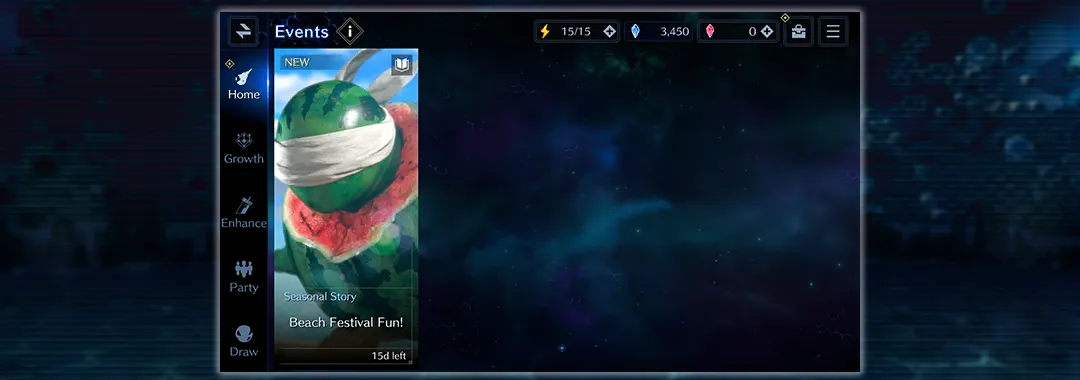 Events
15/15
3,450
0
NEW
Home
Growth
Enhance
Party
Draw
Seasonal Story
Beach Festival Fun!
15d left